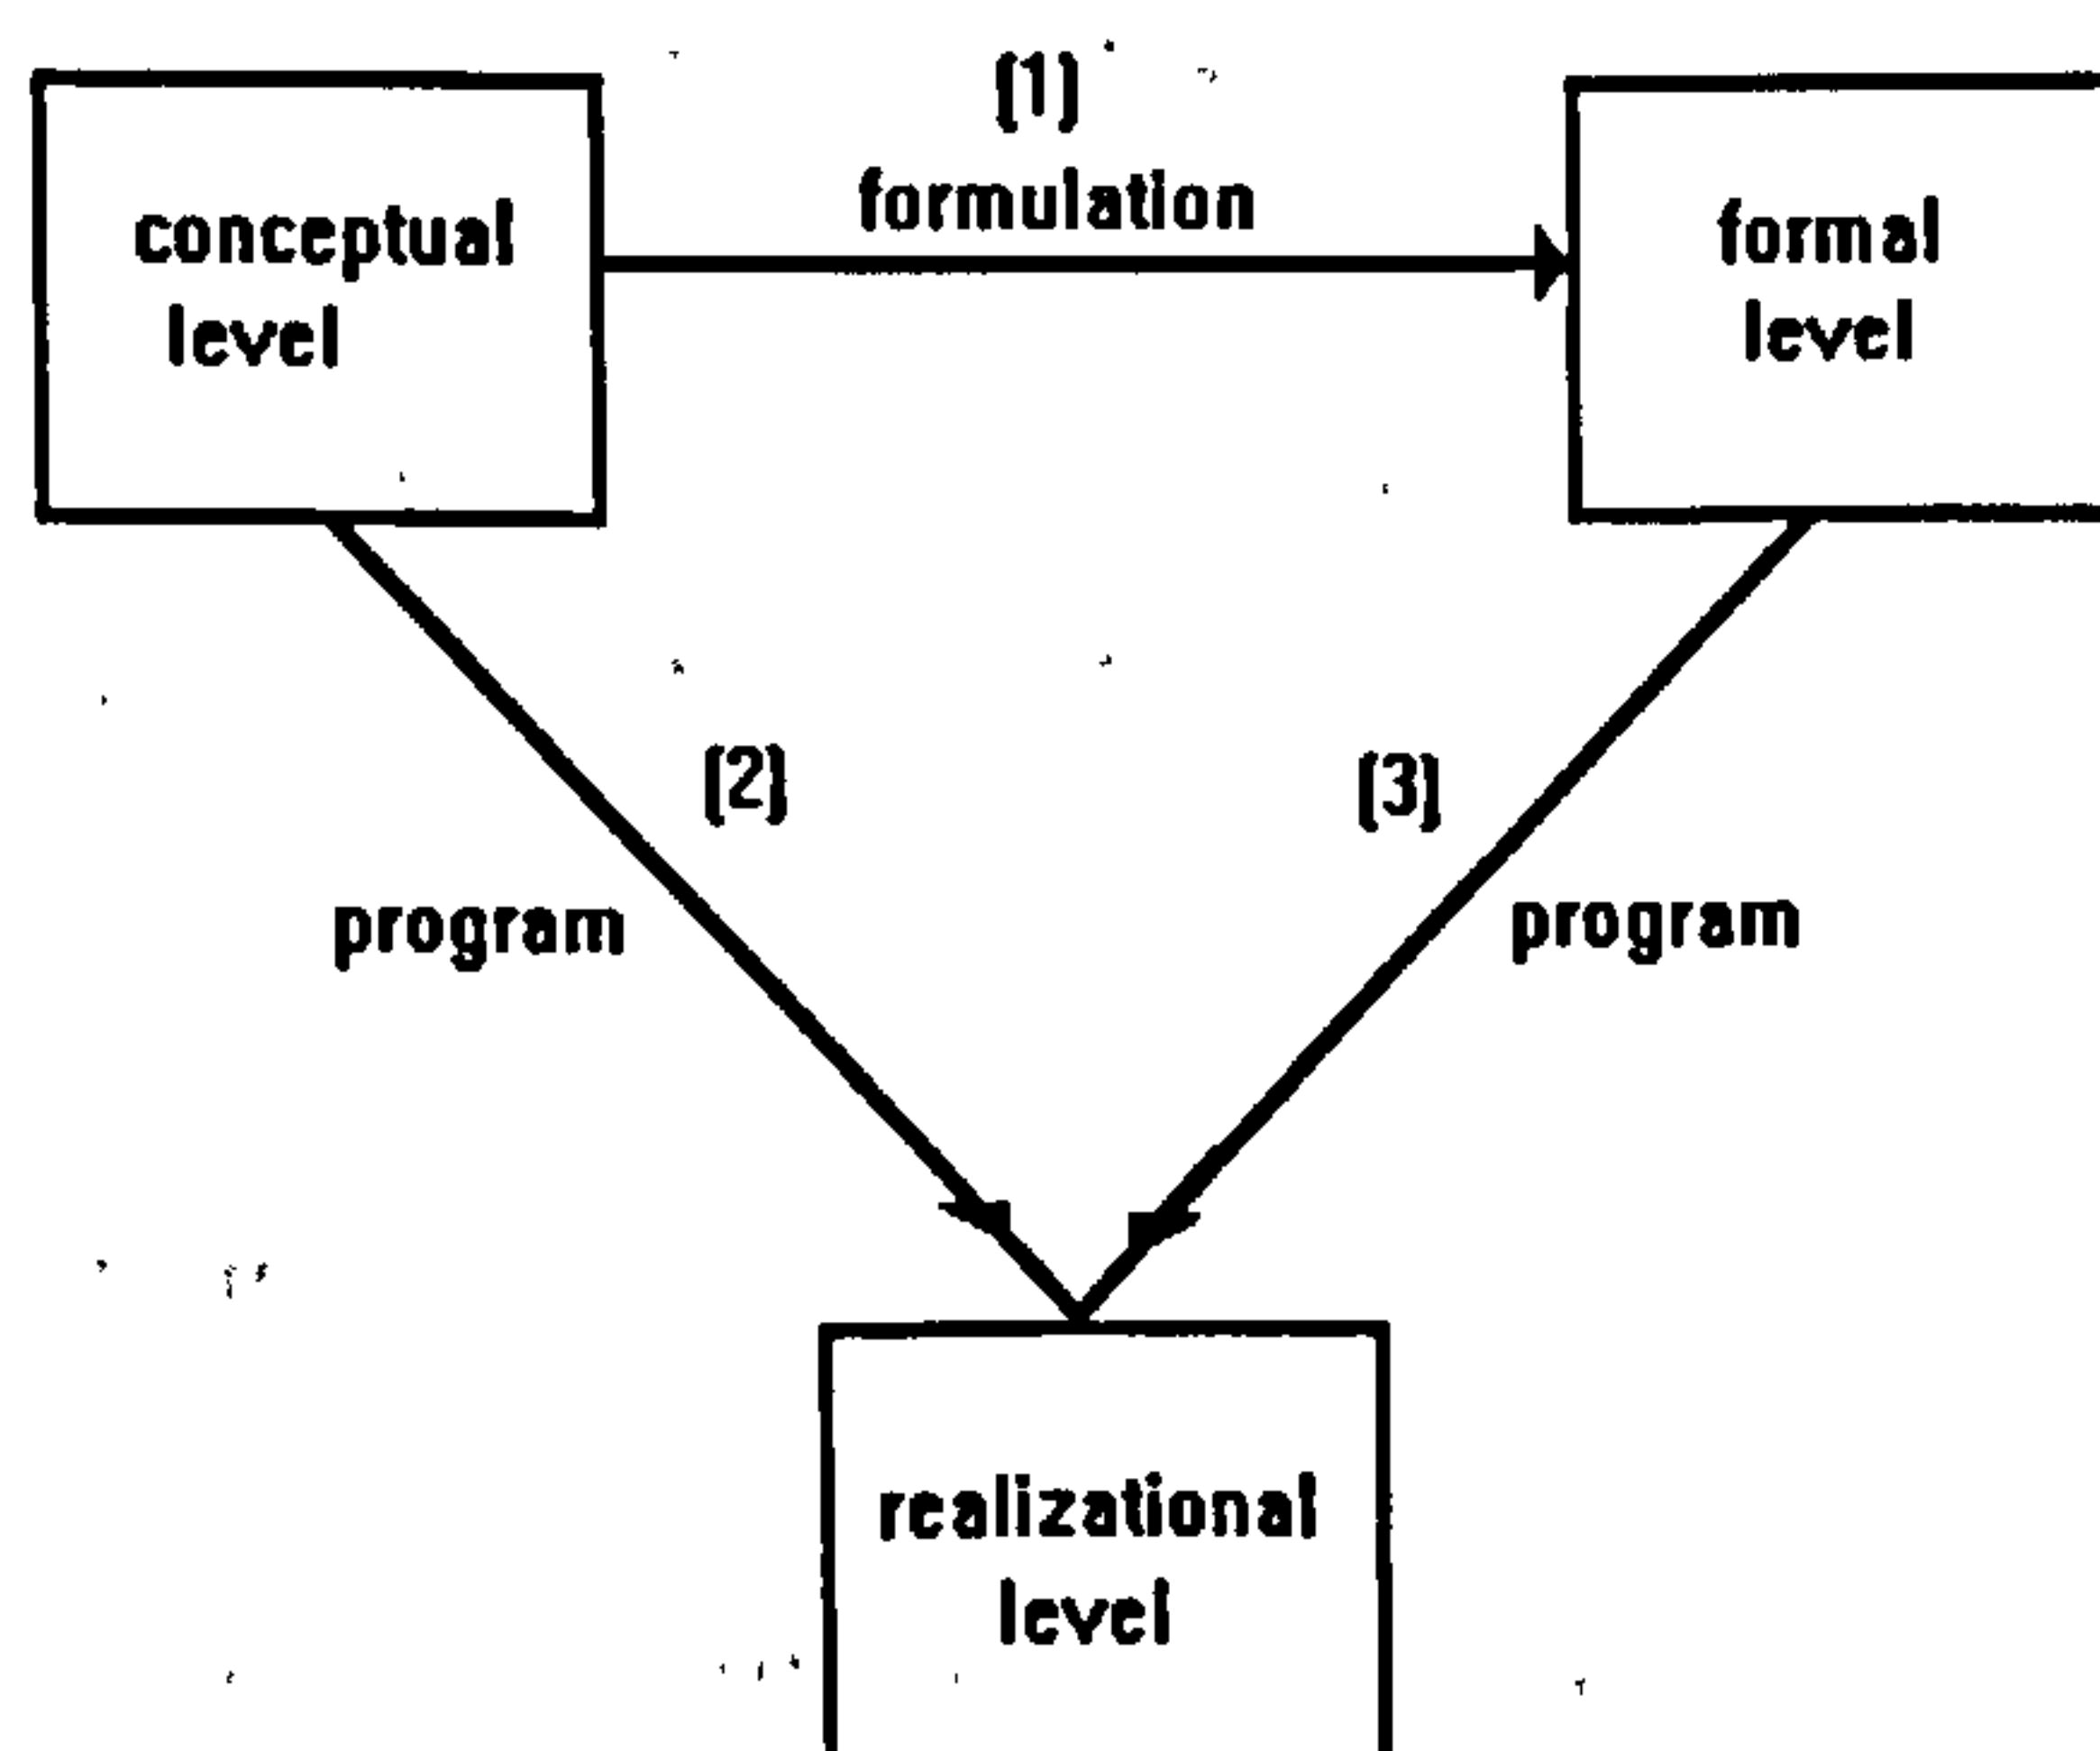 (1)
formulation
conceptual
level
formal
level
(2)
(3)
program
program
realizational
level